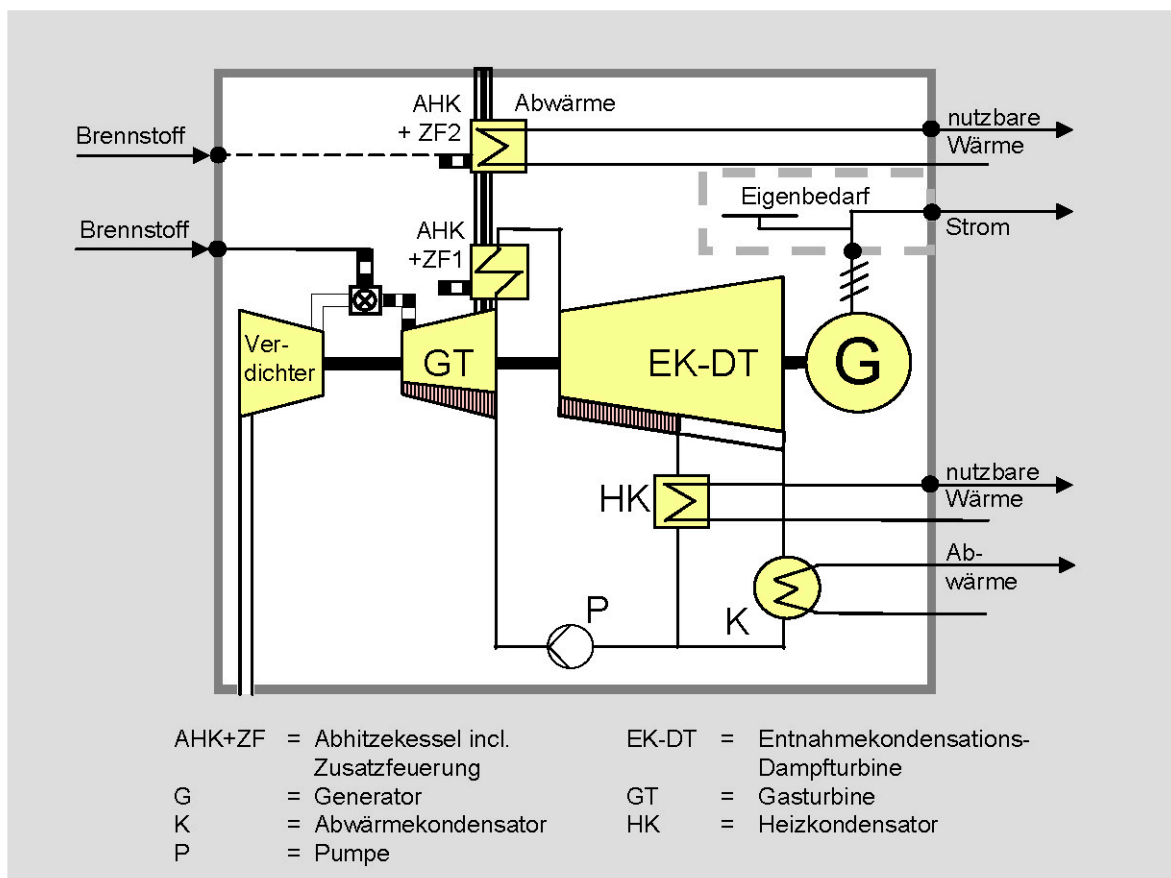 AHK
+ ZF2
Abwärme
Brennstoff
nutzbare
Wärme
Eigenbedarf
Strom
Brennstoff
AHK
+ZF1
Ver-
dichter
GT
EK-DT
G
HK
nutzbare
Wärme
Ab-
wärme
P
K
AHK+ZF = Abhitzekessel incl.
Zusatzfeuerung
G = Generator
K = Abwärmekondensator
P = Pumpe
EK-DT = Entnahmekondensations-
Dampfturbine
GT = Gasturbine
HK = Heizkondensator